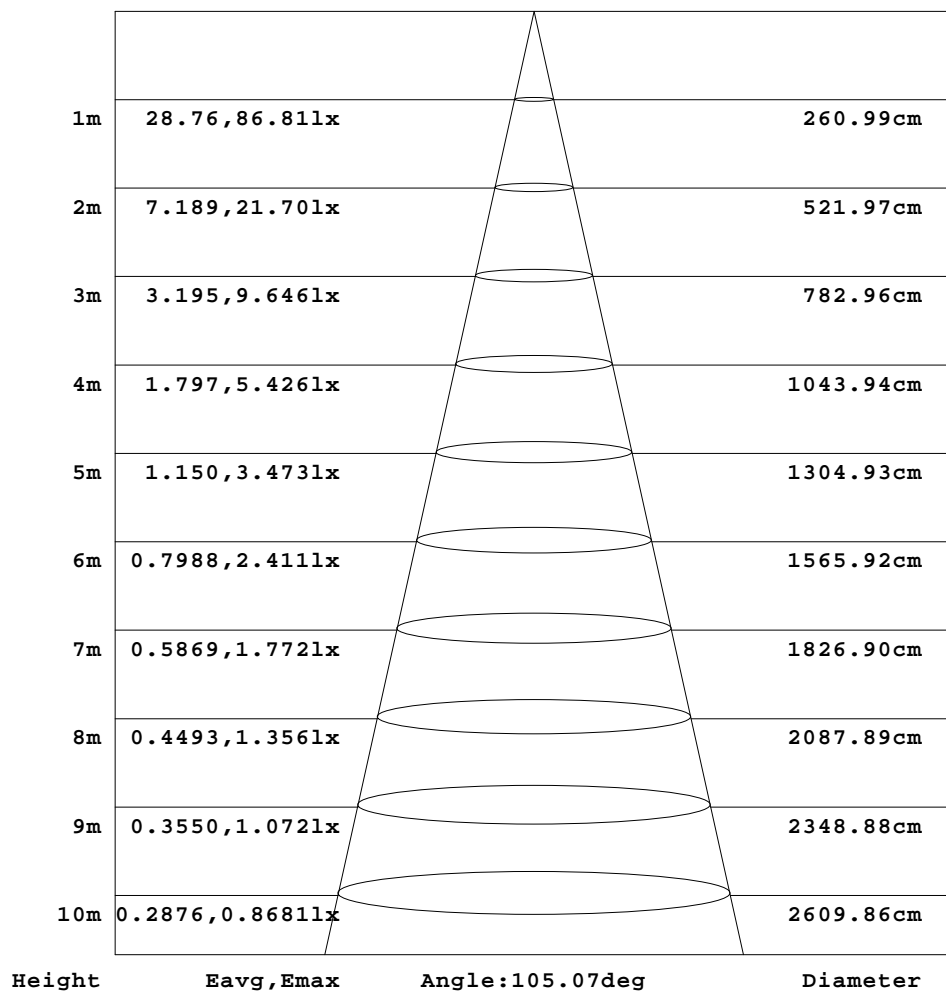 1m 28.76,86.81lx 260.99cm
2m 7.189,21.70lx 521.97cm
3m 3.195,9.646lx 782.96cm
4m 1.797,5.426lx 1043.94cm
5m 1.150,3.473lx 1304.93cm
6m 0.7988,2.411lx 1565.92cm
7m 0.5869,1.772lx 1826.90cm
8m 0.4493,1.356lx 2087.89cm
9m 0.3550,1.072lx 2348.88cm
10m 0.2876,0.8681lx 2609.86cm
Height Eavg,Emax Angle:105.07deg Diameter